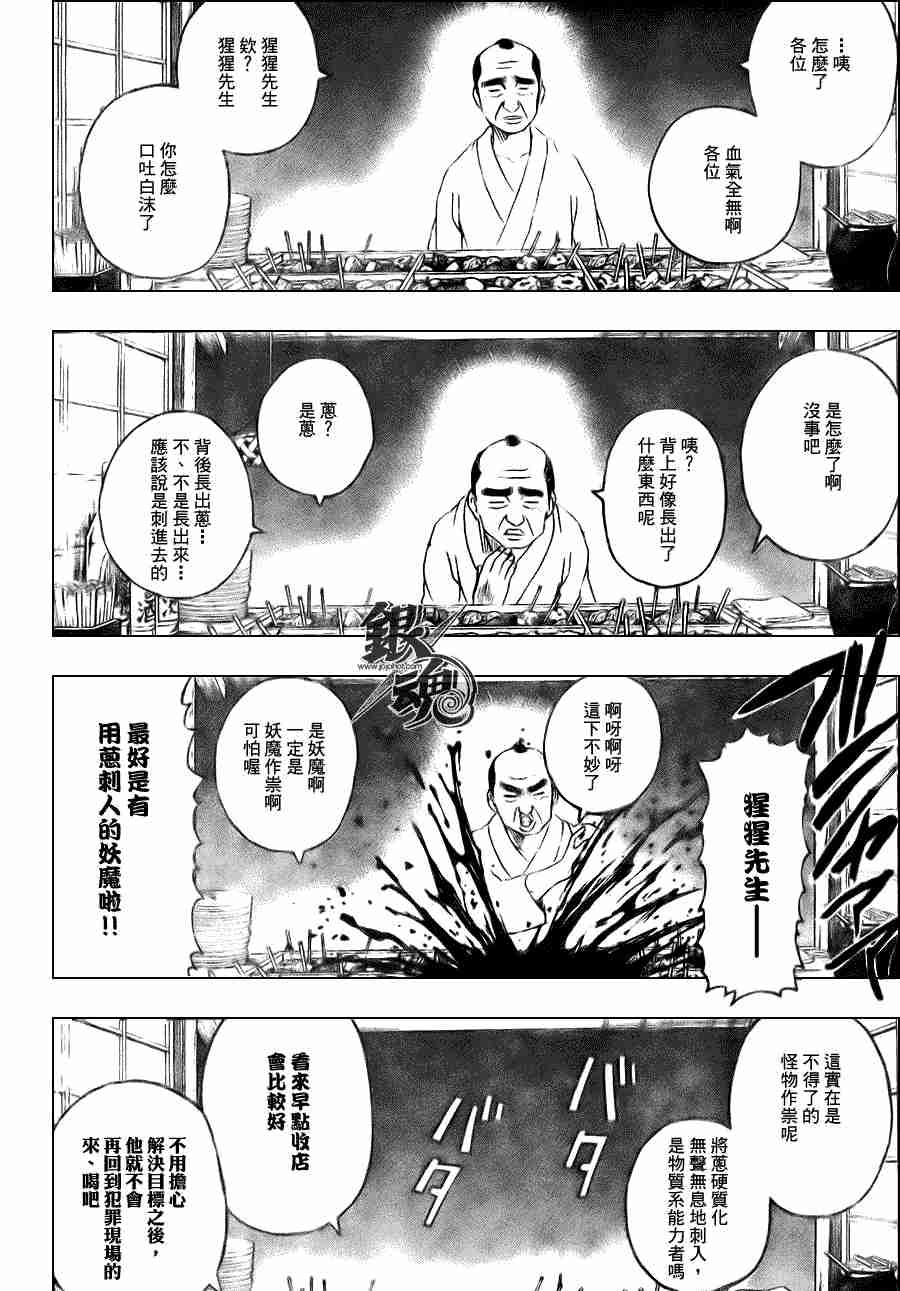 …咦
怎麼了
各位
血氣全無啊
各位
猩猩先生
欸？
猩猩先生
你怎麼
口吐白沫了
是怎麼了啊
沒事吧
咦？
背上好像長出了
什麼東西呢
蔥？
是蔥
背後長出蔥…
不、不是長出來…
應該說是刺進去的
酒
銀魂
www.jojohot.com
猩猩先生——
啊呀啊呀
這下不妙了
是妖魔啊
一定是
妖魔作祟啊
可怕喔
最好是有
用蔥刺人的妖魔啦!!
這實在是
不得了的
怪物作祟呢
將蔥硬質化
無聲無息地刺入，
是物質系能力者嗎
バタ
バタ
看來早點收店
會比較好
不用擔心
解決目標之後，
他就不會
再回到犯罪現場的
來、喝吧